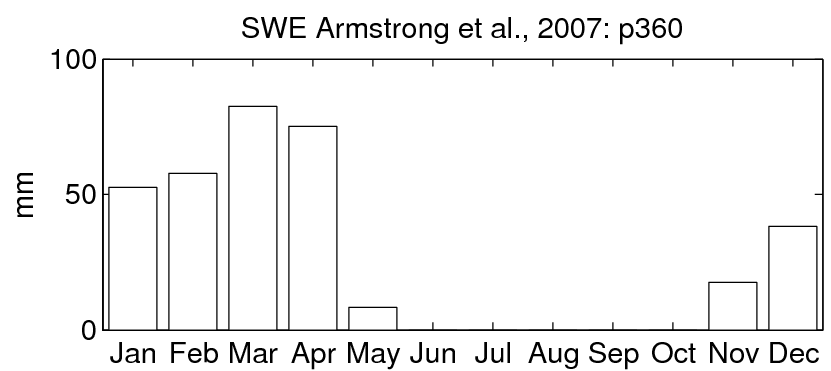 SWE Armstrong et al., 2007: p360
100
50
0
mm
Jan Feb Mar Apr May Jun Jul Aug Sep Oct Nov Dec